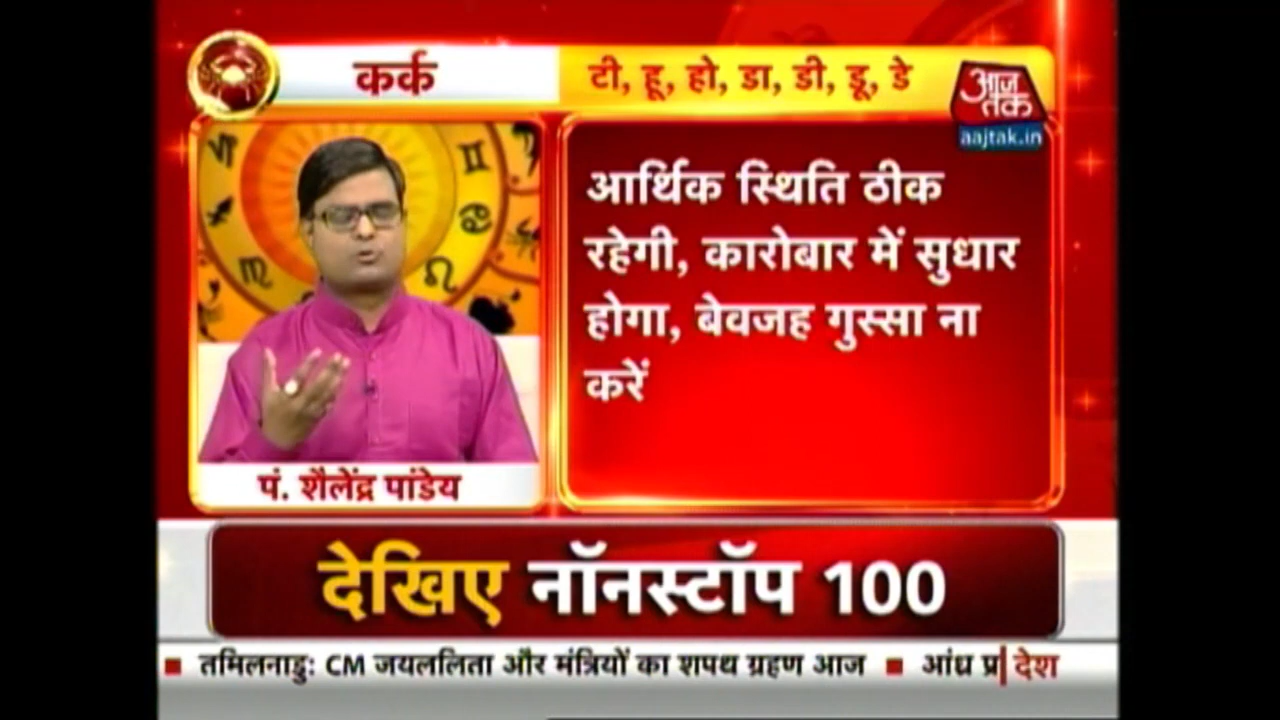 कर्क
टी, हू, हो, डा, डी, डू, डे
आज
तक
aajtak.in
आर्थिक स्थिति ठीक
रहेगी, कारोबार में सुधार
होगा, बेवजह गुस्सा ना
करें
पं. शैलेंद्र पांडेय
देखिए नॉनस्टॉप 100
तमिलनाडु: CM जयललिता और मंत्रियों का शपथ ग्रहण आज ■ आंध्र प्र देश